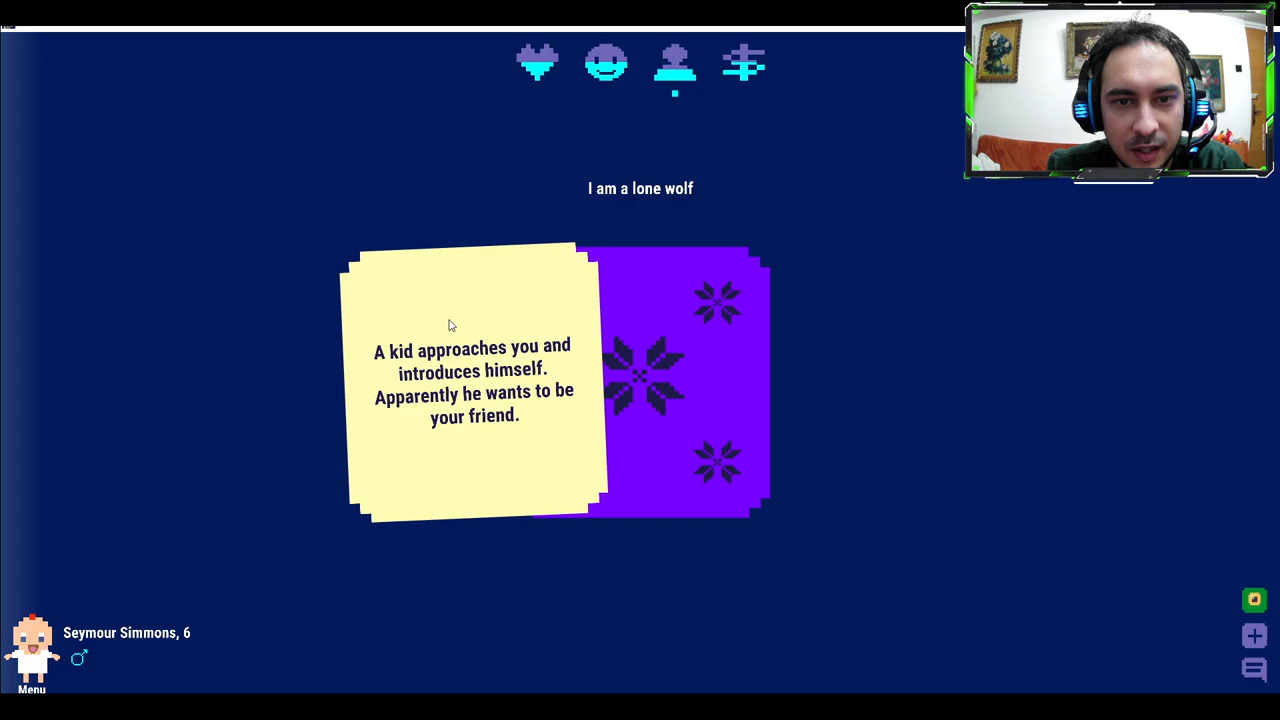 I am a lone wolf
A kid approaches you and
introduces himself.
Apparently he wants to be
your friend.
Seymour Simmons, 6
Menu